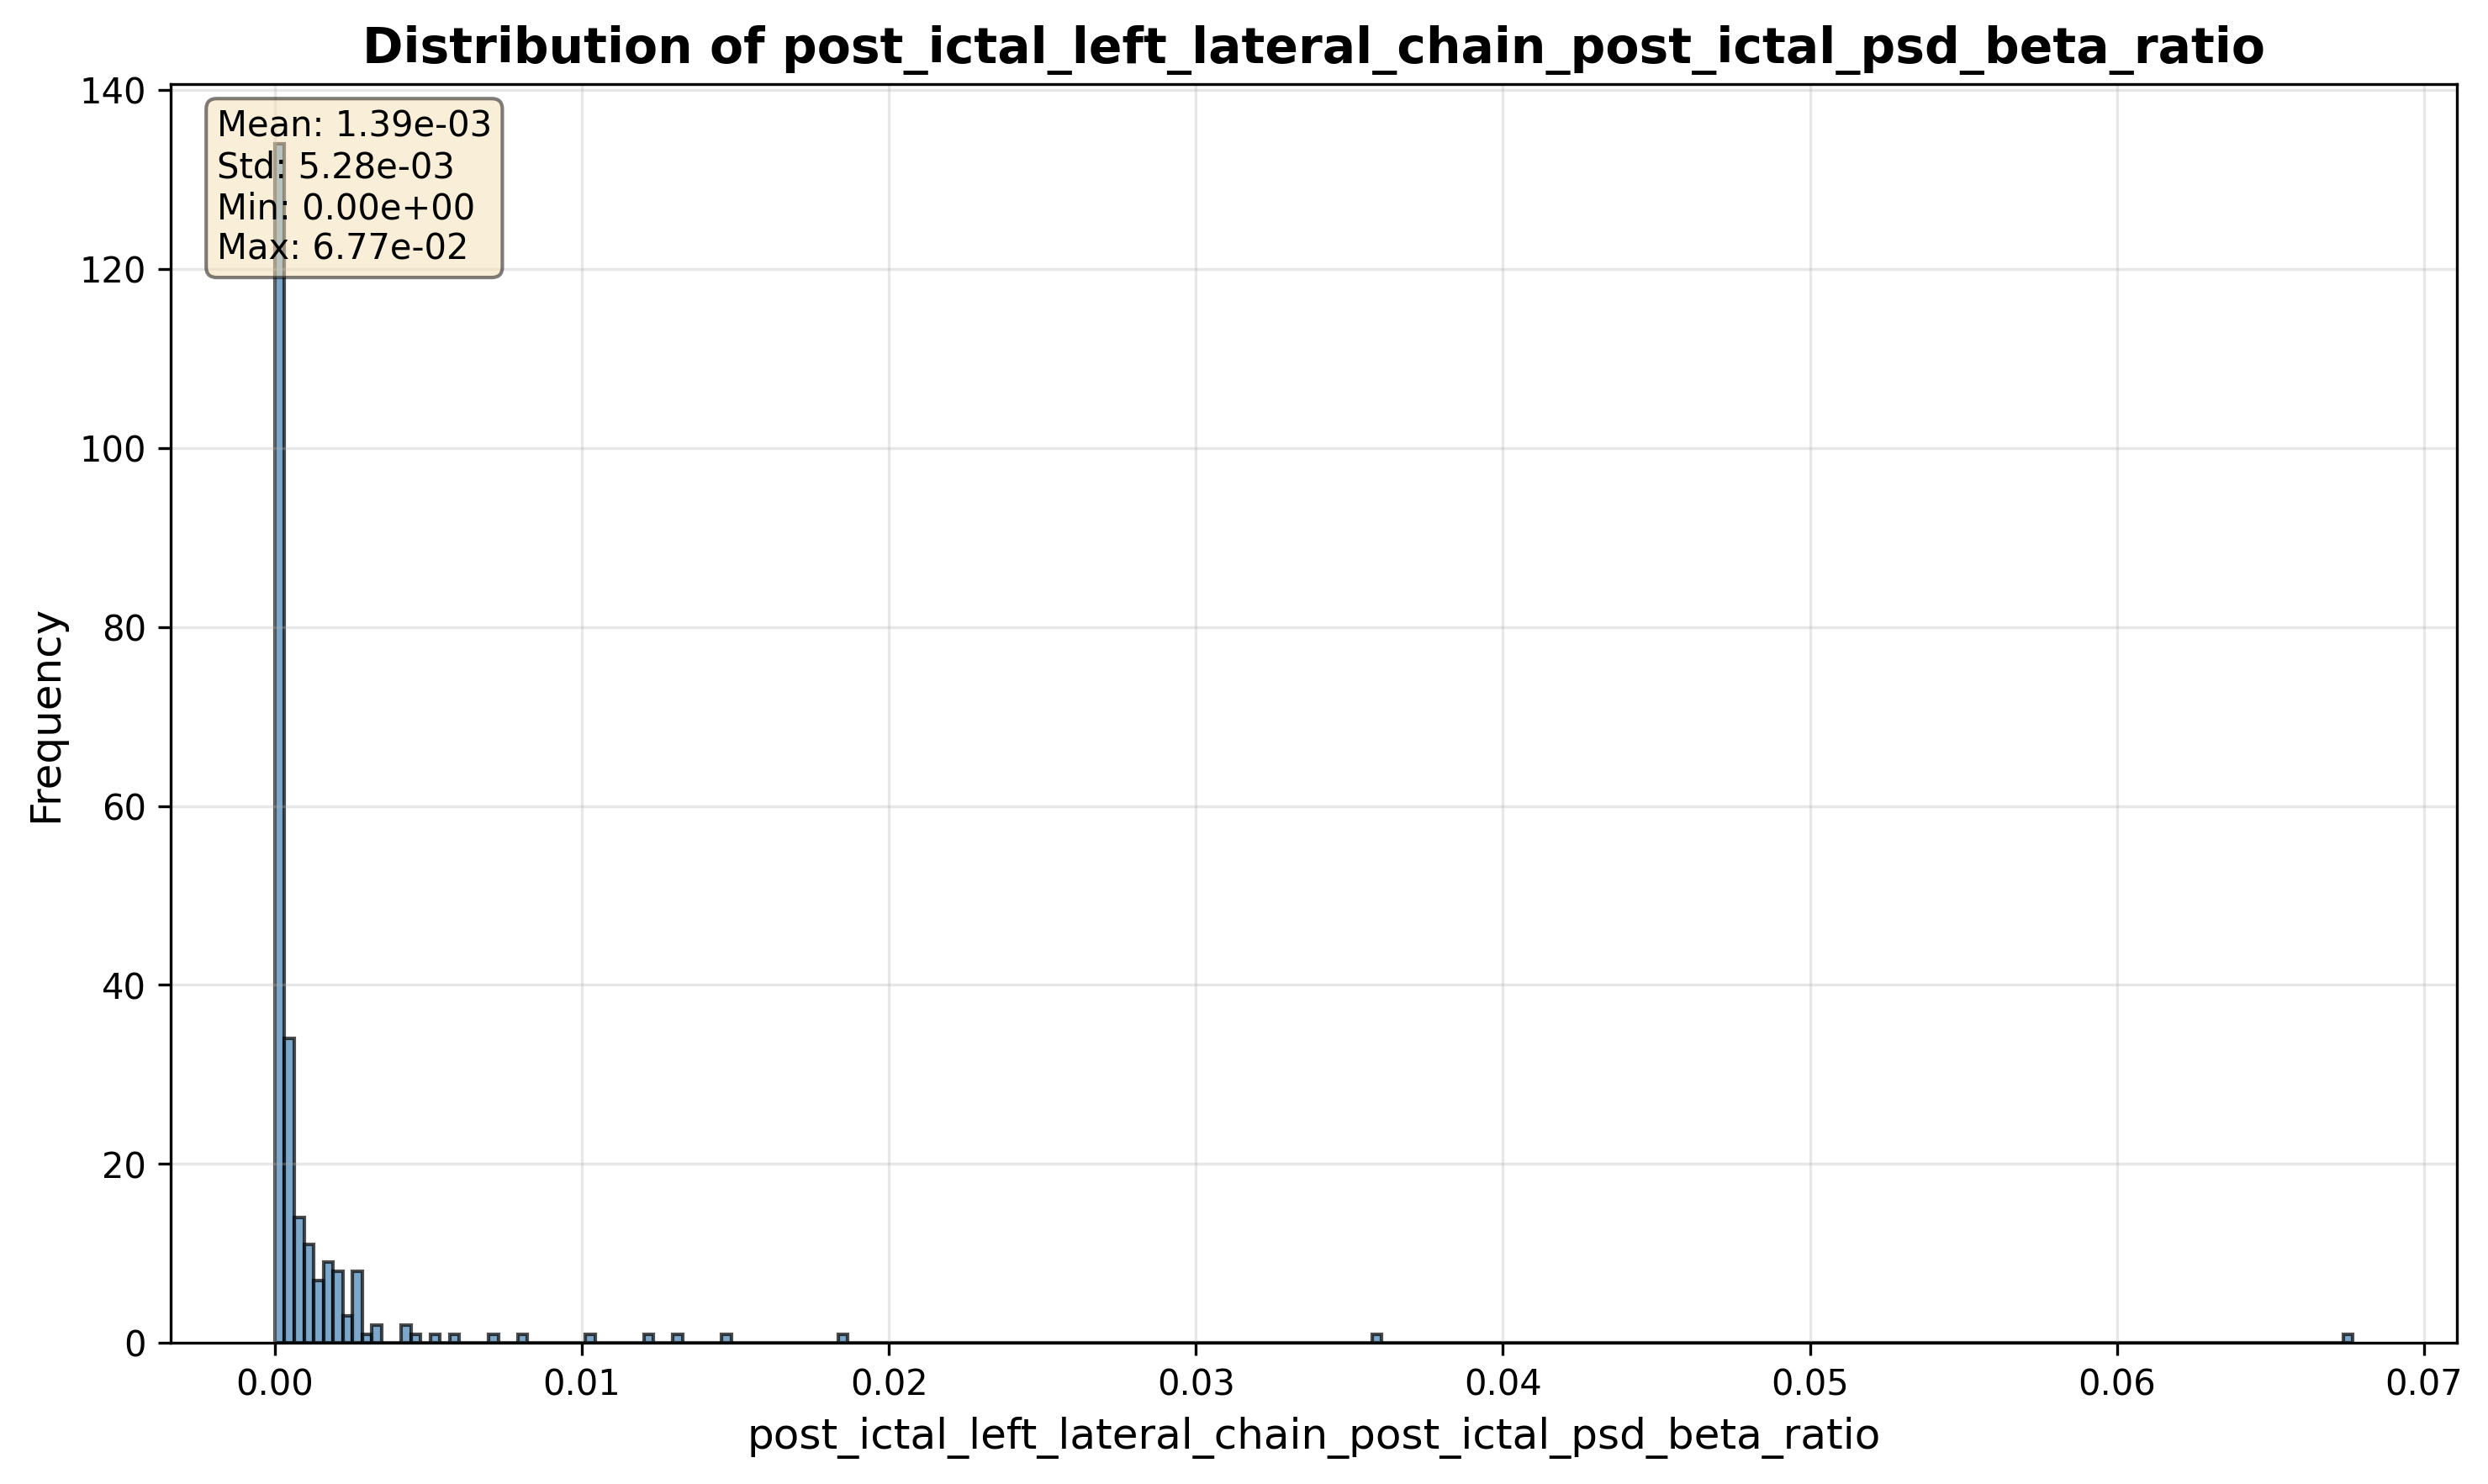 Distribution of post_ictal_left_lateral_chain_post_ictal_psd_beta_ratio
Mean: 1.39e-03
Std: 5.28e-03
Min: 0.00e+00
Max: 6.77e-02
140
120
100
80
60
40
20
0
Frequency
0.00 0.01 0.02 0.03 0.04 0.05 0.06 0.07
post_ictal_left_lateral_chain_post_ictal_psd_beta_ratio